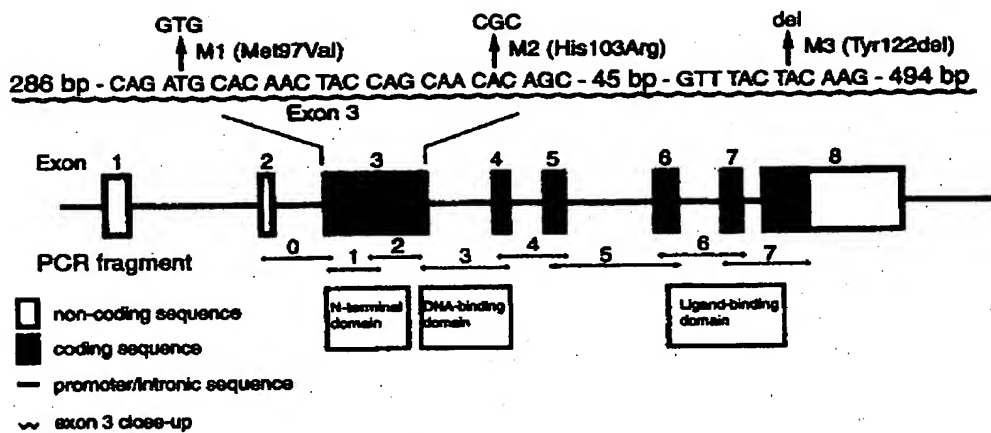 GTG CGC del
M1 (Met97Val) M2 (His103Arg) M3 (Tyr122del)
286 bp - CAG ATG CAC AAC TAC CAG CAA CAC AGC - 45 bp - GTT TAC TAC AAG - 494 bp
Exon 3
Exon 1 2 3 4 5 6 7 8
PCR fragment 0 1 2 3 4 5 6 7
N-terminal domain
DNA-binding domain
Ligand-binding domain
non-coding sequence
coding sequence
promoter/intronic sequence
exon 3 close-up